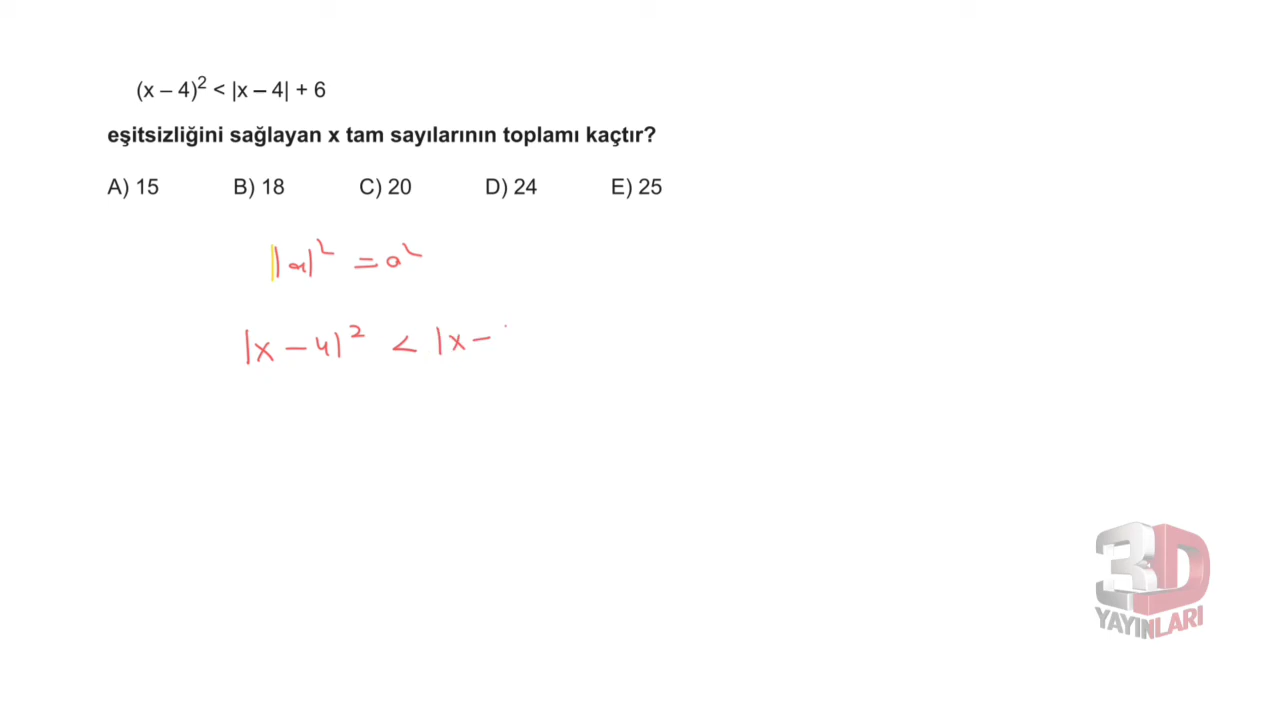 (x – 4)² < |x – 4| + 6
eşitsizliğini sağlayan x tam sayılarının toplamı kaçtır?
A) 15 B) 18 C) 20 D) 24 E) 25
|a|² = a²
|x – 4|² < |x –
3D
YAYINLARI